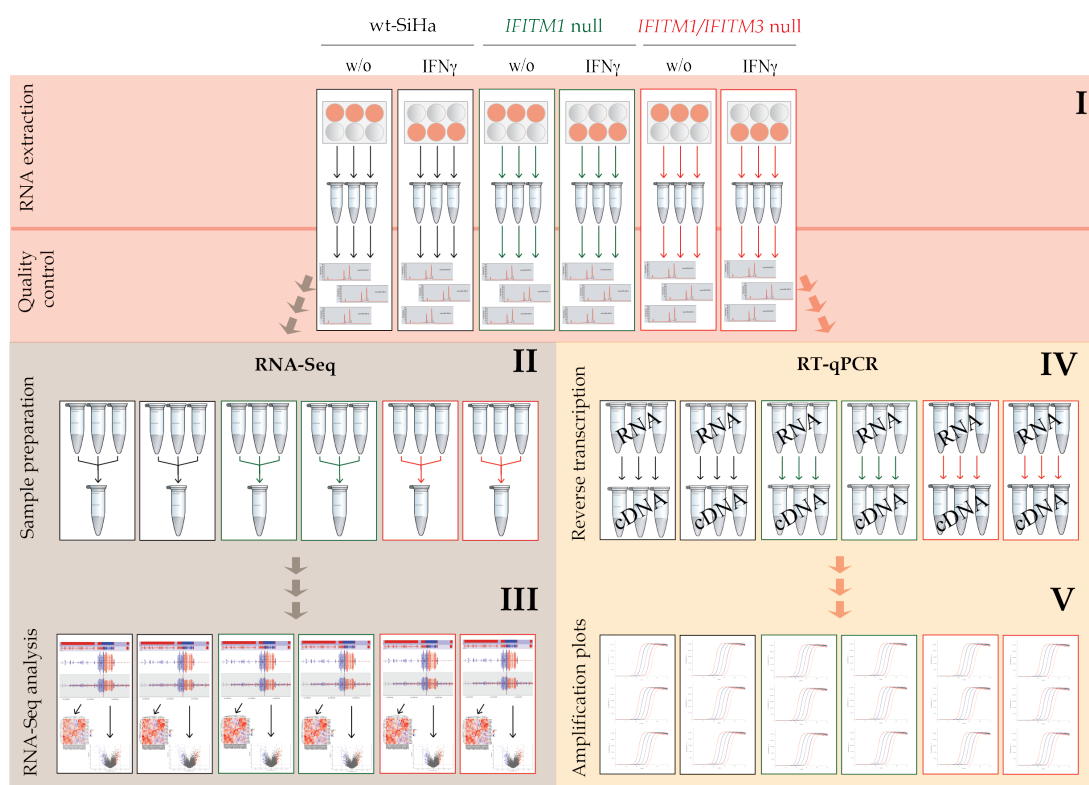 wt-SiHa IFITM1 null IFITM1/IFITM3 null
w/o IFNγ w/o IFNγ w/o IFNγ
I
RNA extraction
Quality
control
RNA-Seq II
Sample preparation
III
RNA-Seq analysis
RT-qPCR IV
Reverse transcription
RNA RNA RNA RNA RNA RNA
cDNA cDNA cDNA cDNA cDNA cDNA
V
Amplification plots